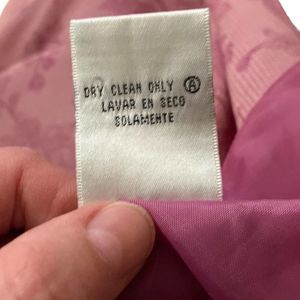 DRY CLEAN ONLY Ⓐ
LAVAR EN SECO
SOLAMENTE